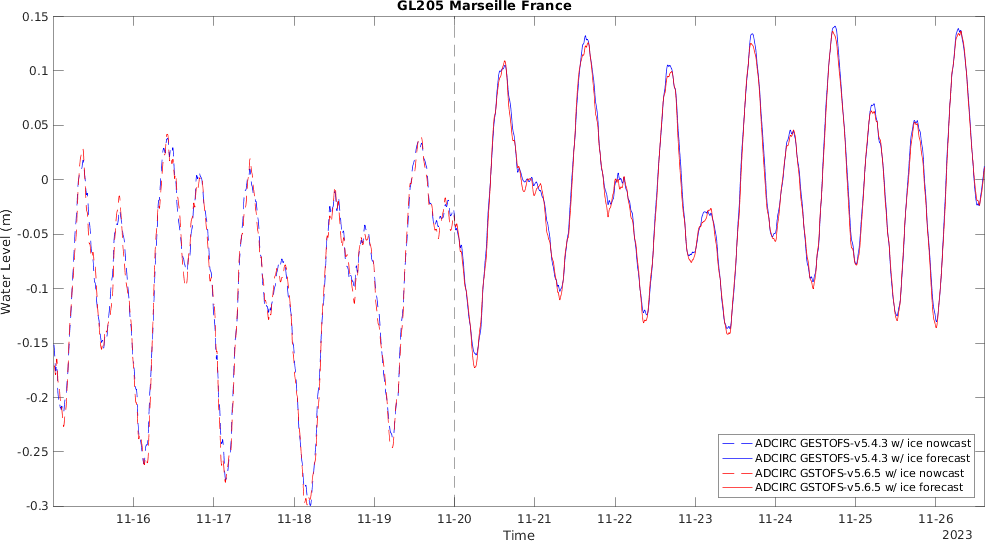 GL205 Marseille France
0.15
0.1
0.05
0
-0.05
-0.1
-0.15
-0.2
-0.25
-0.3
Water Level (m)
11-16 11-17 11-18 11-19 11-20 11-21 11-22 11-23 11-24 11-25 11-26
Time
2023
ADCIRC GESTOFS-v5.4.3 w/ ice nowcast
ADCIRC GESTOFS-v5.4.3 w/ ice forecast
ADCIRC GSTOFS-v5.6.5 w/ ice nowcast
ADCIRC GSTOFS-v5.6.5 w/ ice forecast